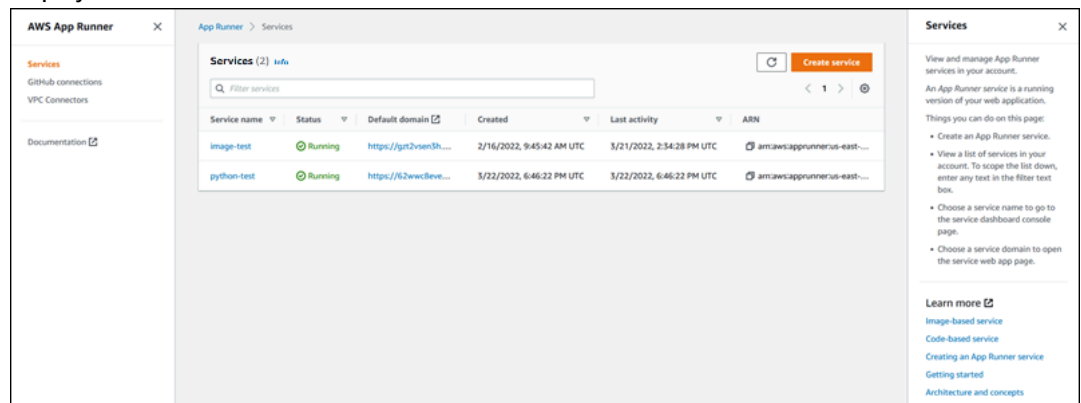 AWS App Runner
Services
GitHub connections
VPC Connectors
Documentation
App Runner > Services
Services (2) Info
Create service
Filter services
< 1 >
Service name Status Default domain Created Last activity ARN
image-test Running https://gzt2vsen3h.... 2/16/2022, 9:45:42 AM UTC 3/21/2022, 2:34:28 PM UTC arn:aws:apprunner:us-east-...
python-test Running https://62wwc8eve.... 3/22/2022, 6:46:22 PM UTC 3/22/2022, 6:46:22 PM UTC arn:aws:apprunner:us-east-...
Services
View and manage App Runner
services in your account.
An App Runner service is a running
version of your web application.
Things you can do on this page:
• Create an App Runner service.
• View a list of services in your
account. To scope the list down,
enter any text in the filter text
box.
• Choose a service name to go to
the service dashboard console
page.
• Choose a service domain to open
the service web app page.
Learn more
Image-based service
Code-based service
Creating an App Runner service
Getting started
Architecture and concepts